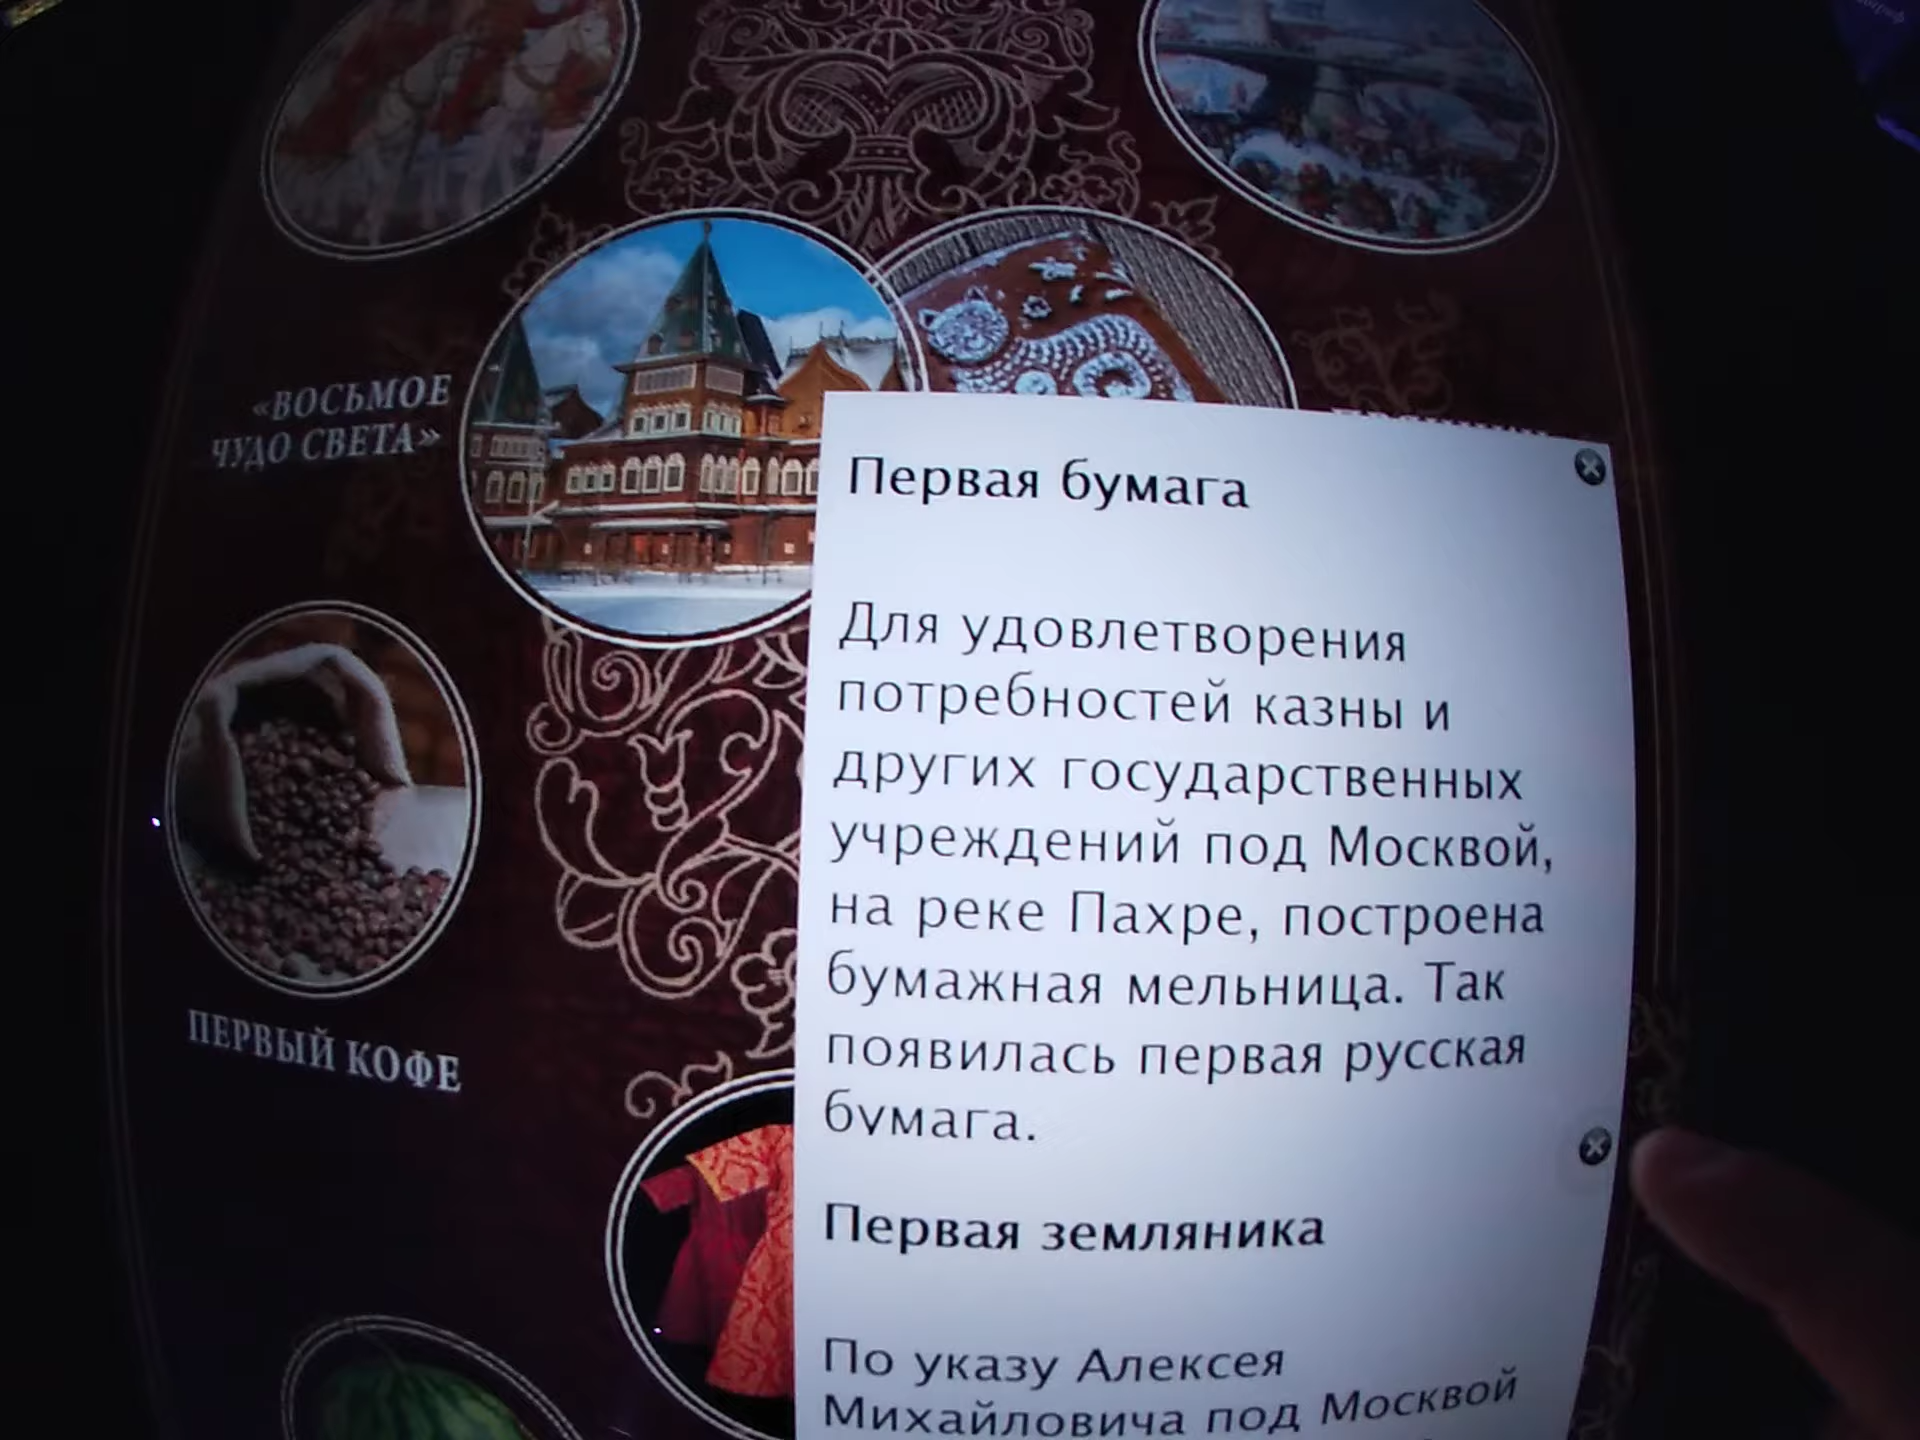 «ВОСЬМОЕ
ЧУДО СВЕТА»
ПЕРВЫЙ КОФЕ
Первая бумага
Для удовлетворения
потребностей казны и
других государственных
учреждений под Москвой,
на реке Пахре, построена
бумажная мельница. Так
появилась первая русская
бумага.
Первая земляника
По указу Алексея
Михайловича под Москвой